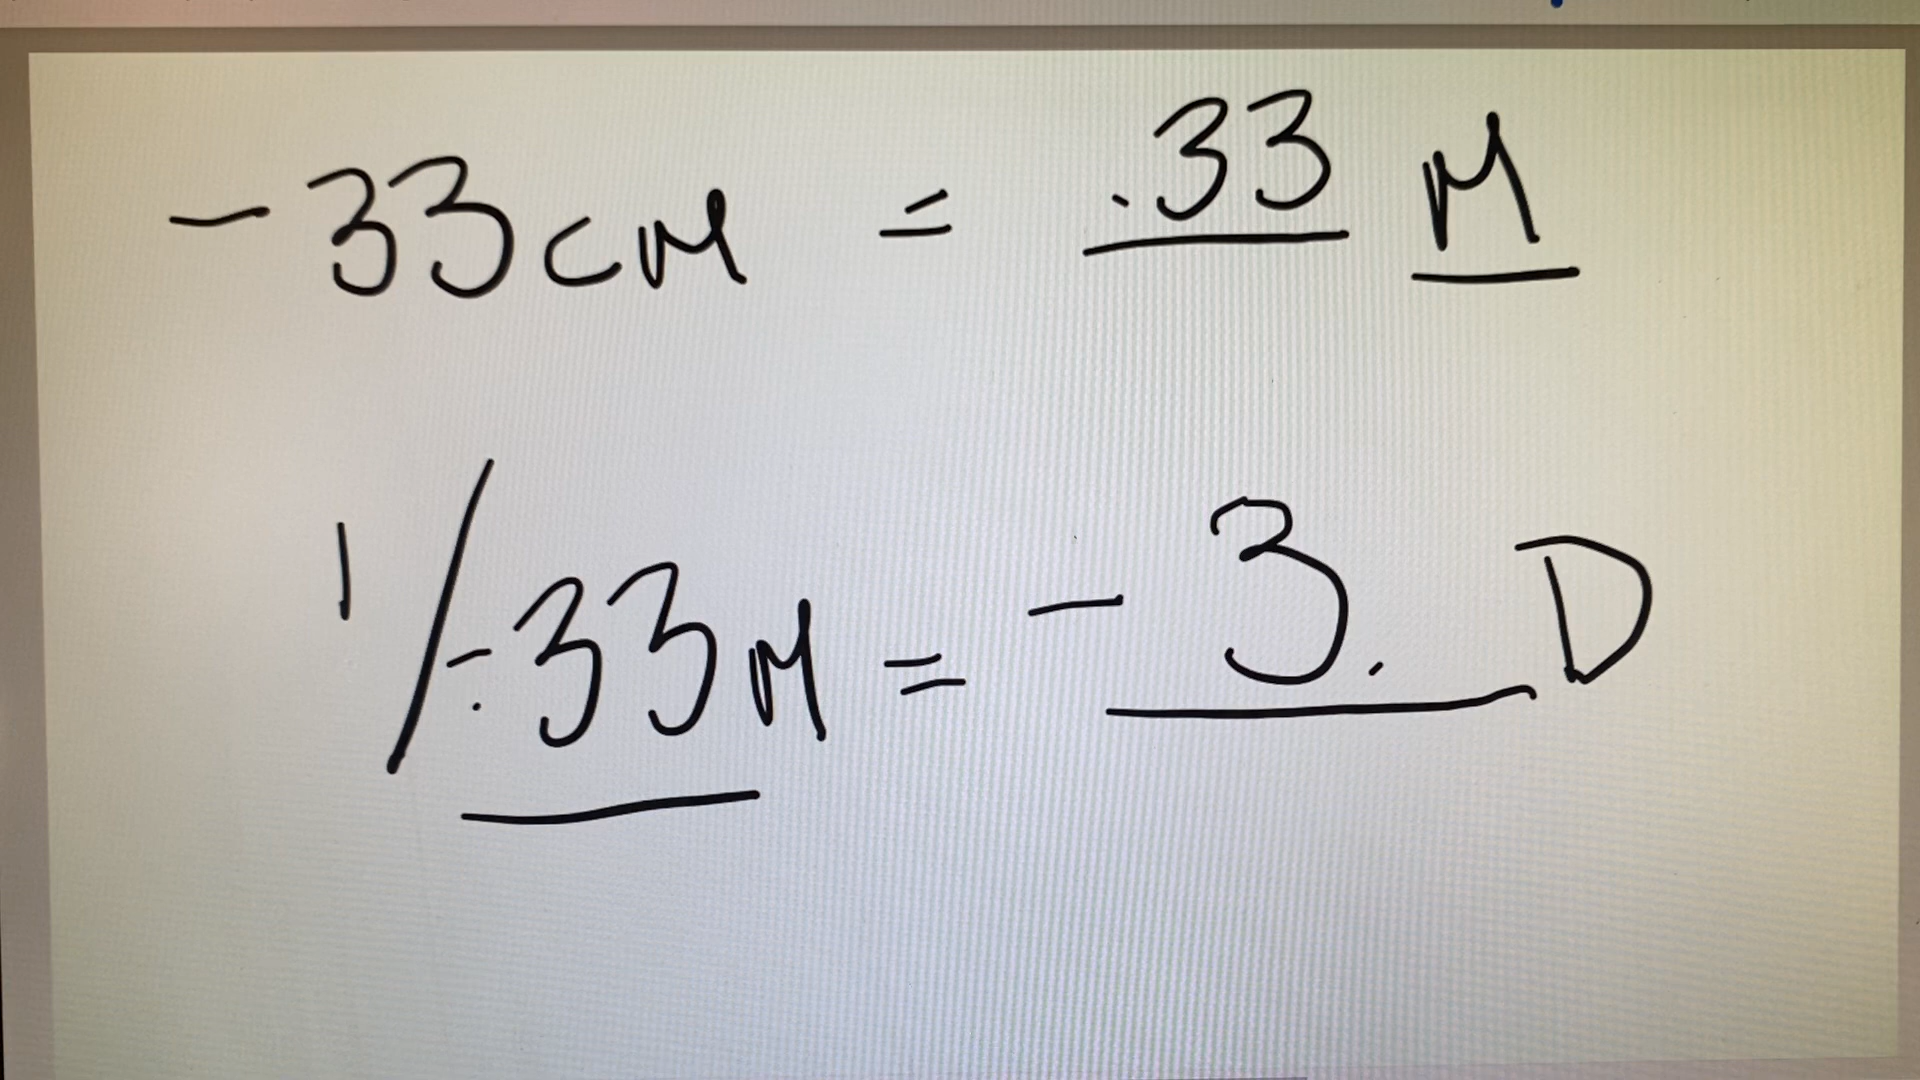 -33cM = .33 M
1/-.33M = -3. D